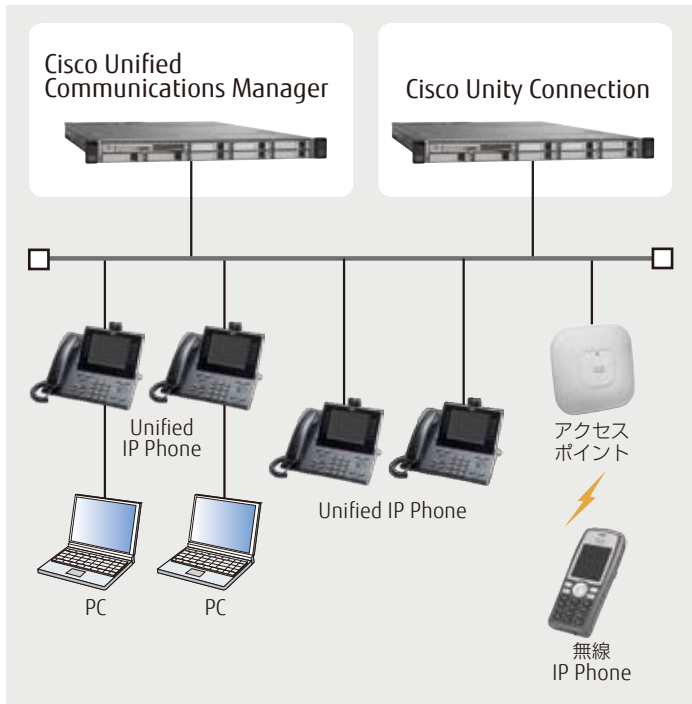 Cisco Unified
Communications Manager
Cisco Unity Connection
Unified
IP Phone
Unified IP Phone
アクセス
ポイント
PC
PC
無線
IP Phone